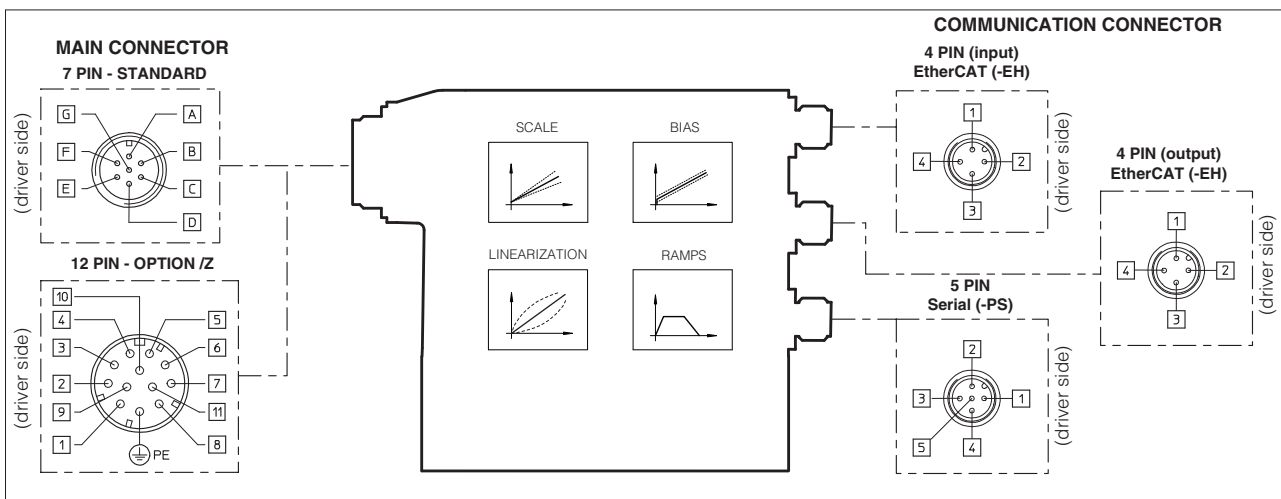 MAIN CONNECTOR
7 PIN - STANDARD
(driver side)
G
A
F
B
E
C
D
12 PIN - OPTION /Z
(driver side)
10
4
5
3
6
2
7
9
11
1
8
PE
SCALE
BIAS
LINEARIZATION
RAMPS
COMMUNICATION CONNECTOR
4 PIN (input)
EtherCAT (-EH)
1
4
2
3
(driver side)
4 PIN (output)
EtherCAT (-EH)
1
4
2
3
(driver side)
5 PIN
Serial (-PS)
2
3
1
5
4
(driver side)